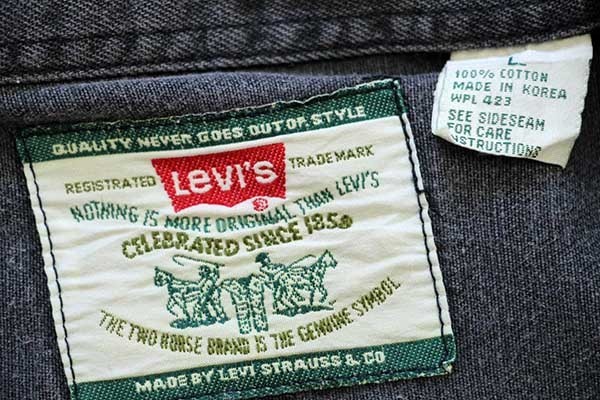 QUALITY NEVER GOES OUT OF STYLE
REGISTRATED LEVI'S ® TRADEMARK
NOTHING IS MORE ORIGINAL THAN LEVI'S
CELEBRATED SINCE 1850
THE TWO HORSE BRAND IS THE GENUINE SYMBOL
MADE BY LEVI STRAUSS & CO
L
100% COTTON
MADE IN KOREA
WPL 423
SEE SIDESEAM
FOR CARE
NSTRUCTIONS